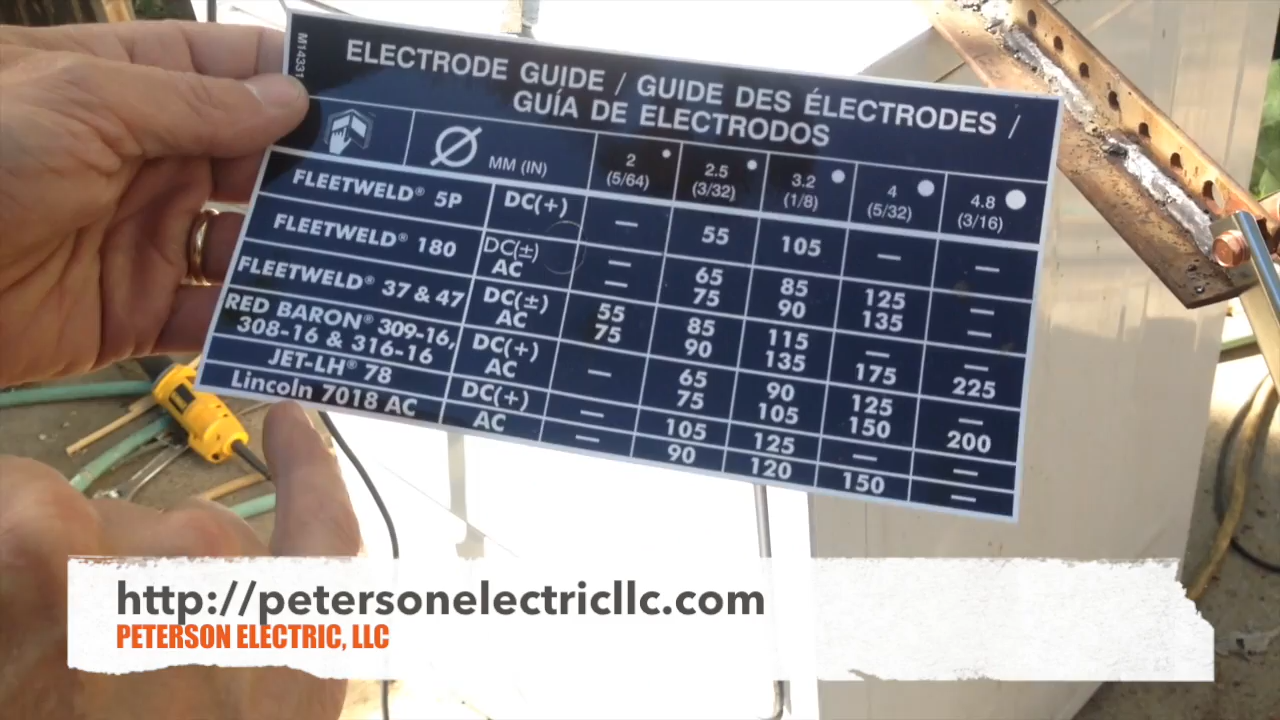 ELECTRODE GUIDE / GUIDE DES ÉLECTRODES /
GUÍA DE ELECTRODOS
Ø MM (IN) 2 (5/64) 2.5 (3/32) 3.2 (1/8) 4 (5/32) 4.8 (3/16)
FLEETWELD® 5P DC(+) — 55 105 — —
FLEETWELD® 180 DC(±) — 65 85 125 —
AC — 75 90 135 —
FLEETWELD® 37 & 47 DC(±) 55 85 115 — —
AC 75 90 135 175 225
RED BARON® 309-16, DC(+) — 65 90 125
308-16 & 316-16 AC 75 105 150 200
JET-LH® 78 DC(+) — 105 125 — —
Lincoln 7018 AC AC — 90 120 150 —
http://petersonelectricllc.com
PETERSON ELECTRIC, LLC